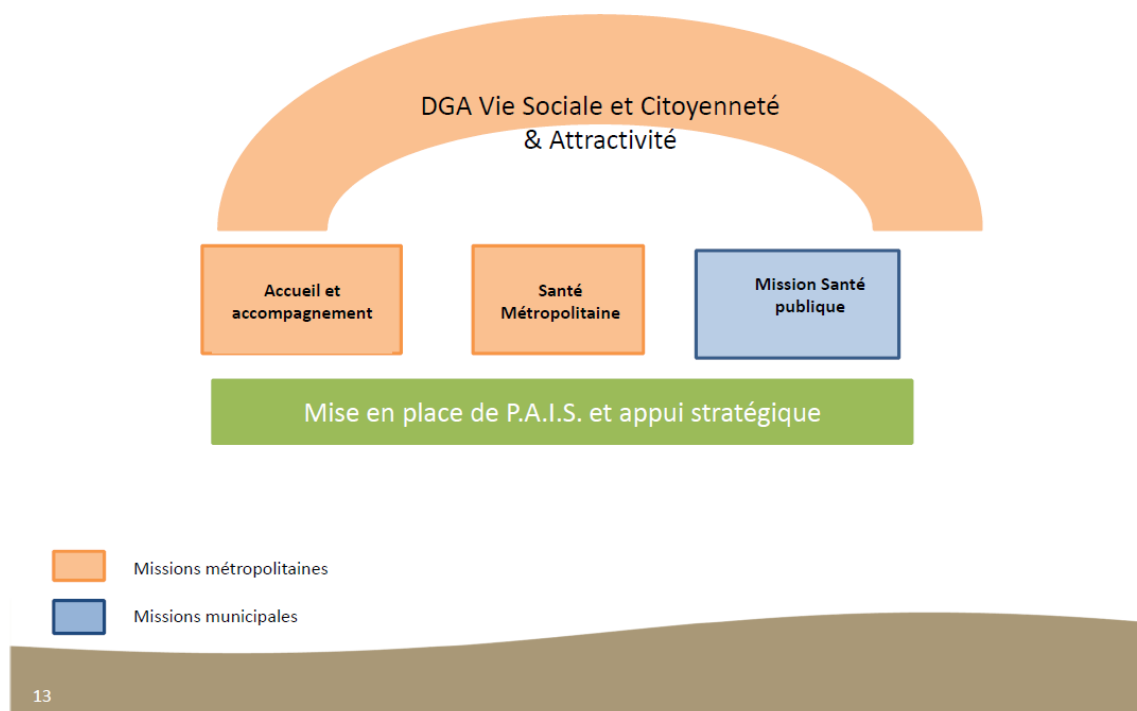 DGA Vie Sociale et Citoyenneté
& Attractivité
Accueil et
accompagnement
Santé
Métropolitaine
Mission Santé
publique
Mise en place de P.A.I.S. et appui stratégique
Missions métropolitaines
Missions municipales
13